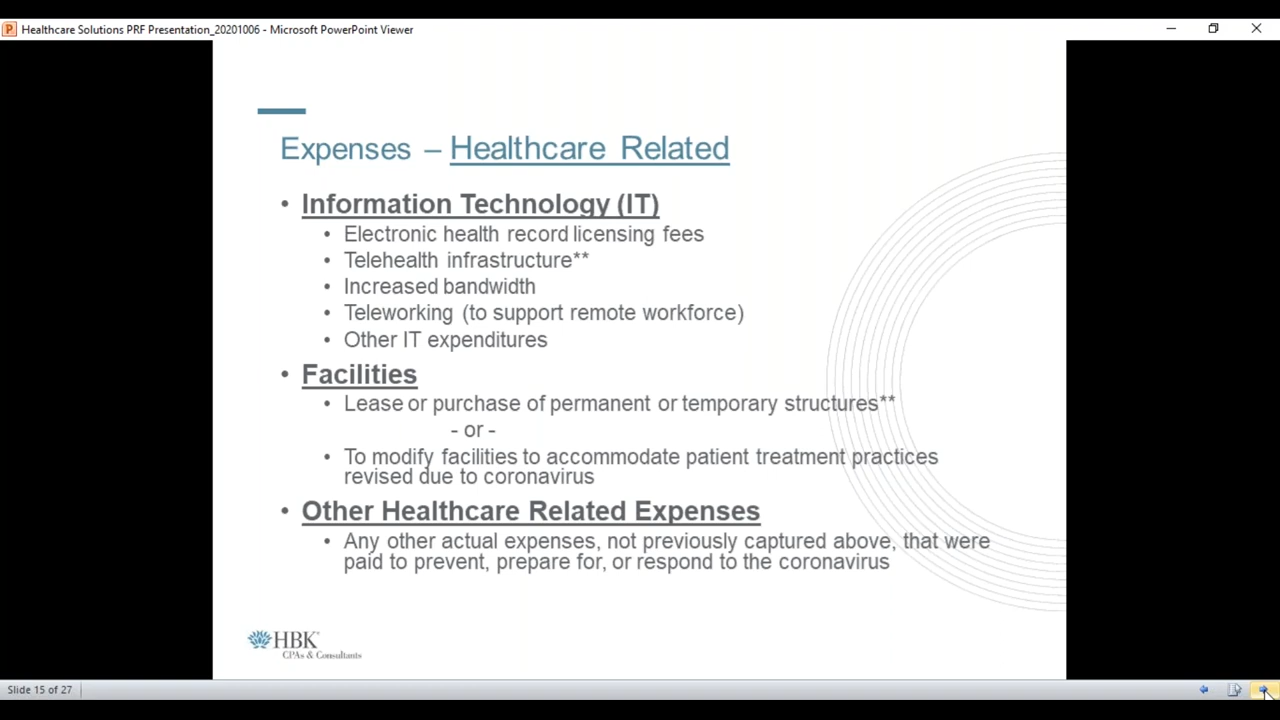 Healthcare Solutions PRF Presentation_20201006 - Microsoft PowerPoint Viewer
Expenses – Healthcare Related
• Information Technology (IT)
• Electronic health record licensing fees
• Telehealth infrastructure**
• Increased bandwidth
• Teleworking (to support remote workforce)
• Other IT expenditures
• Facilities
• Lease or purchase of permanent or temporary structures**
- or -
• To modify facilities to accommodate patient treatment practices
revised due to coronavirus
• Other Healthcare Related Expenses
• Any other actual expenses, not previously captured above, that were
paid to prevent, prepare for, or respond to the coronavirus
HBK
CPAs & Consultants
Slide 15 of 27